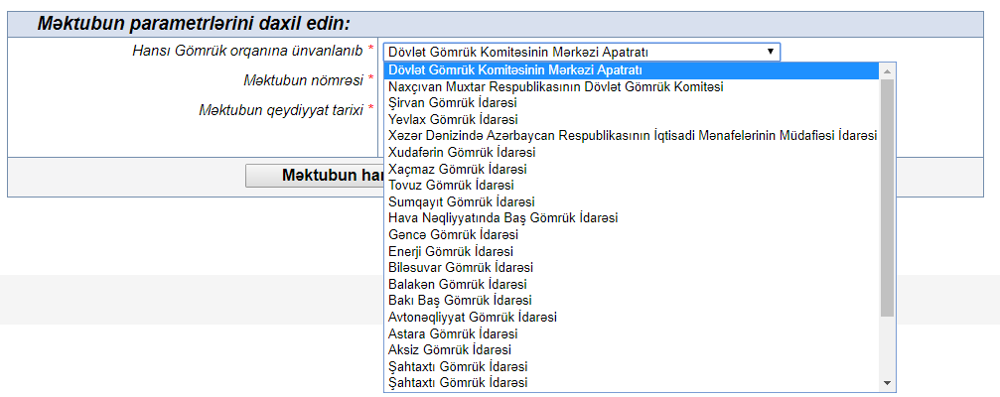 Məktubun parametrlərini daxil edin:
Hansı Gömrük orqanına ünvanlanıb *
Dövlət Gömrük Komitəsinin Mərkəzi Apatratı
Məktubun nömrəsi *
Məktubun qeydiyyat tarixi *
Dövlət Gömrük Komitəsinin Mərkəzi Apatratı
Naxçıvan Muxtar Respublikasının Dövlət Gömrük Komitəsi
Şirvan Gömrük İdarəsi
Yevlax Gömrük İdarəsi
Xəzər Dənizində Azərbaycan Respublikasının İqtisadi Mənafelərinin Müdafiəsi İdarəsi
Xudafərin Gömrük İdarəsi
Xaçmaz Gömrük İdarəsi
Tovuz Gömrük İdarəsi
Sumqayıt Gömrük İdarəsi
Hava Nəqliyyatında Baş Gömrük İdarəsi
Gəncə Gömrük İdarəsi
Enerji Gömrük İdarəsi
Biləsuvar Gömrük İdarəsi
Balakən Gömrük İdarəsi
Bakı Baş Gömrük İdarəsi
Avtonəqliyyat Gömrük İdarəsi
Astara Gömrük İdarəsi
Aksiz Gömrük İdarəsi
Şahtaxtı Gömrük İdarəsi
Şahtaxtı Gömrük İdarəsi
Məktubun